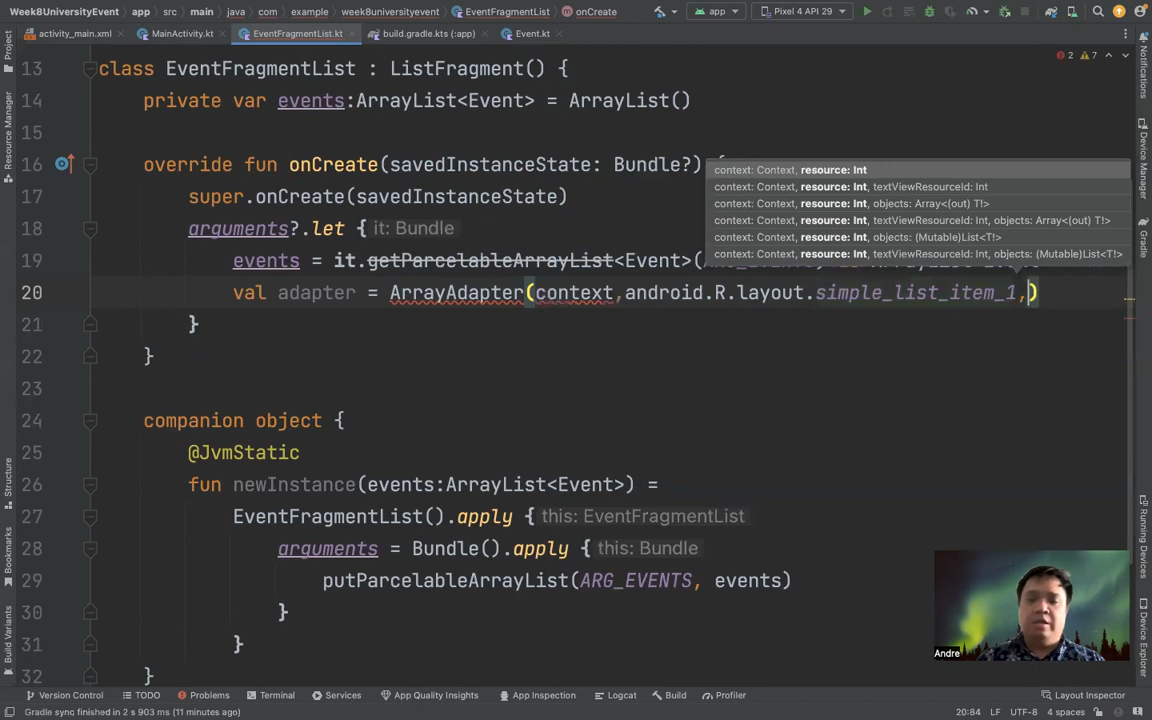 Week8UniversityEvent app src main java com example week8universityevent EventFragmentList onCreate app Pixel 4 API 29
activity_main.xml MainActivity.kt EventFragmentList.kt build.gradle.kts (:app) Event.kt
2 7
13 class EventFragmentList : ListFragment() {
14 private var events:ArrayList<Event> = ArrayList()
15
16 override fun onCreate(savedInstanceState: Bundle?) {
context: Context, resource: Int
context: Context, resource: Int, textViewResourceId: Int
context: Context, resource: Int, objects: Array<(out) T!>
context: Context, resource: Int, textViewResourceId: Int, objects: Array<(out) T!>
context: Context, resource: Int, objects: (Mutable)List<T!>
context: Context, resource: Int, textViewResourceId: Int, objects: (Mutable)List<T!>
17 super.onCreate(savedInstanceState)
18 arguments?.let { it: Bundle
19 events = it.getParcelableArrayList<Event>(
20 val adapter = ArrayAdapter(context,android.R.layout.simple_list_item_1,)
21 }
22 }
23
24 companion object {
25 @JvmStatic
26 fun newInstance(events:ArrayList<Event>) =
27 EventFragmentList().apply { this: EventFragmentList
28 arguments = Bundle().apply { this: Bundle
29 putParcelableArrayList(ARG_EVENTS, events)
30 }
31 }
32 }
Project
Resource Manager
Structure
Bookmarks
Build Variants
Notifications
Device Manager
Gradle
Running Devices
Device Explorer
Andre
Version Control TODO Problems Terminal Services App Quality Insights App Inspection Logcat Build Profiler Layout Inspector
Gradle sync finished in 2 s 903 ms (11 minutes ago) 20:84 LF UTF-8 4 spaces